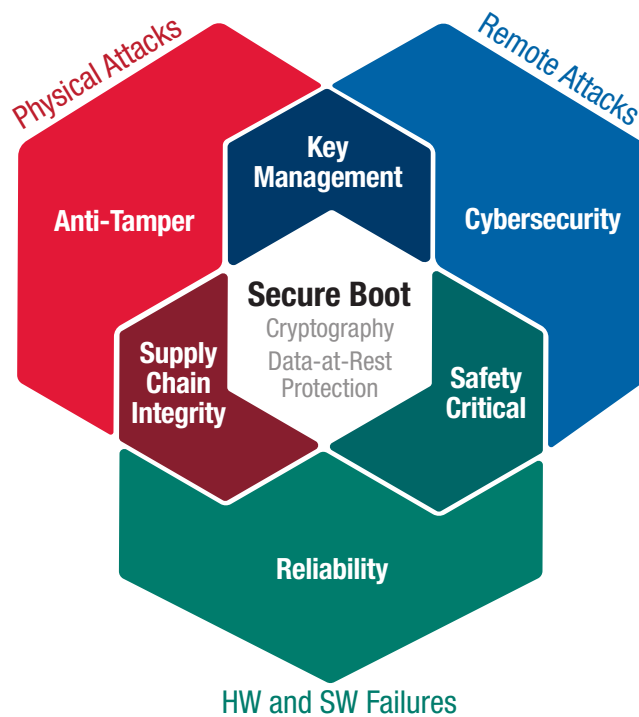 Physical Attacks
Remote Attacks
Key
Management
Anti-Tamper
Cybersecurity
Secure Boot
Cryptography
Data-at-Rest
Protection
Supply
Chain
Integrity
Safety
Critical
Reliability
HW and SW Failures